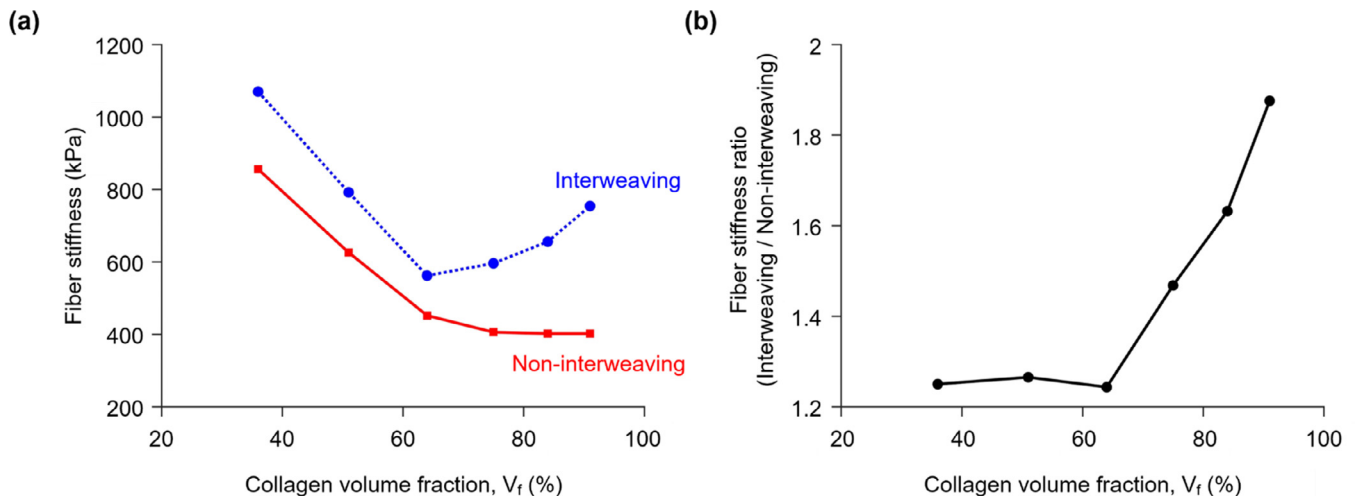 (a)
1200
1000
800
600
400
200
20
40
60
80
100
Fiber stiffness (kPa)
Collagen volume fraction, Vf (%)
Interweaving
Non-interweaving
(b)
2
1.8
1.6
1.4
1.2
20
40
60
80
100
Fiber stiffness ratio
(Interweaving / Non-interweaving)
Collagen volume fraction, Vf (%)